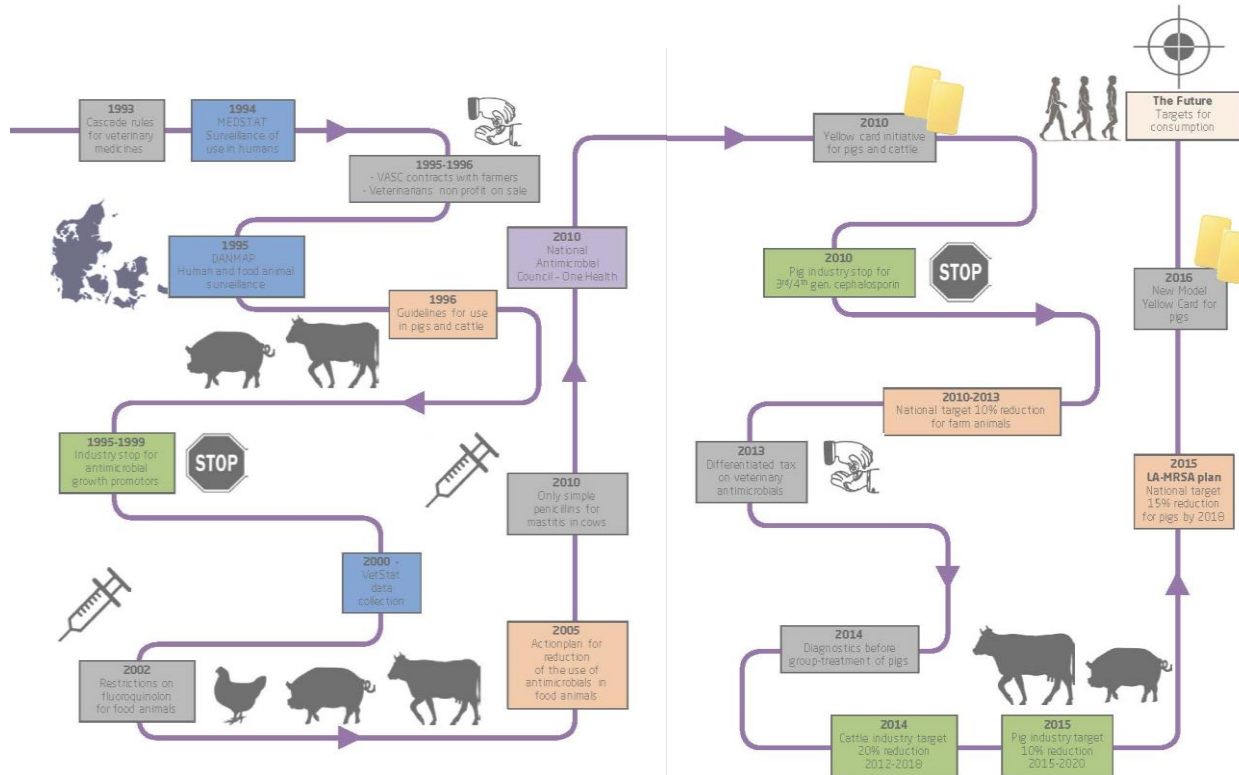 1993
Cascade rules
for veterinary
medicines
1994
MEDSTAT
Surveillance of
use in humans
1995-1996
- VASC contracts with farmers
- Veterinarians non profit on sale
1995
DANMAP
Human and food animal
surveillance
1996
Guidelines for use
in pigs and cattle
1995-1999
Industry stop for
antimicrobial
growth promotors
STOP
2000 -
VetStat
data
collection
2002
Restrictions on
fluoroquinolon
for food animals
2005
Actionplan for
reduction
of the use of
antimicrobials in
food animals
2010
Only simple
penicillins for
mastitis in cows
2010
National
Antimicrobial
Council - One Health
2010
Yellow card initiative
for pigs and cattle
2010
Pig industry stop for
3rd/4th gen. cephalosporin
STOP
2010-2013
National target 10% reduction
for farm animals
2013
Differentiated tax
on veterinary
antimicrobials
2014
Diagnostics before
group-treatment of pigs
2014
Cattle industry target
20% reduction
2012-2018
2015
Pig industry target
10% reduction
2015-2020
2015
LA-MRSA plan
National target
15% reduction
for pigs by 2018
2016
New Model
Yellow Card for
pigs
The Future
Targets for
consumption